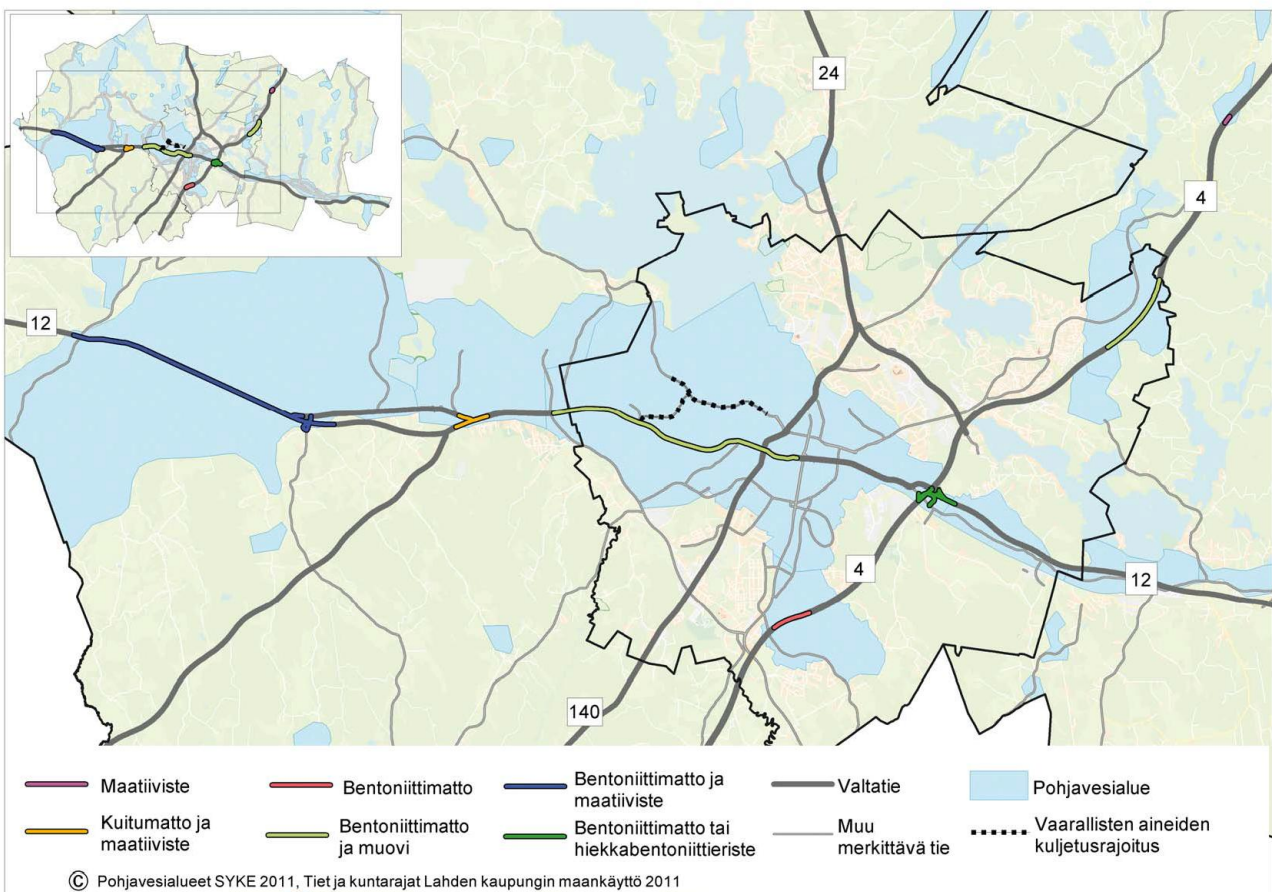 24
4
12
4
12
140
Maatiiviste
Bentoniittimatto
Bentoniittimatto ja
maatiiviste
Valtatie
Pohjavesialue
Kuitumatto ja
maatiiviste
Bentoniittimatto
ja muovi
Bentoniittimatto tai
hiekkabentoniittieriste
Muu
merkittävä tie
Vaarallisten aineiden
kuljetusrajoitus
© Pohjavesialueet SYKE 2011, Tiet ja kuntarajat Lahden kaupungin maankäyttö 2011